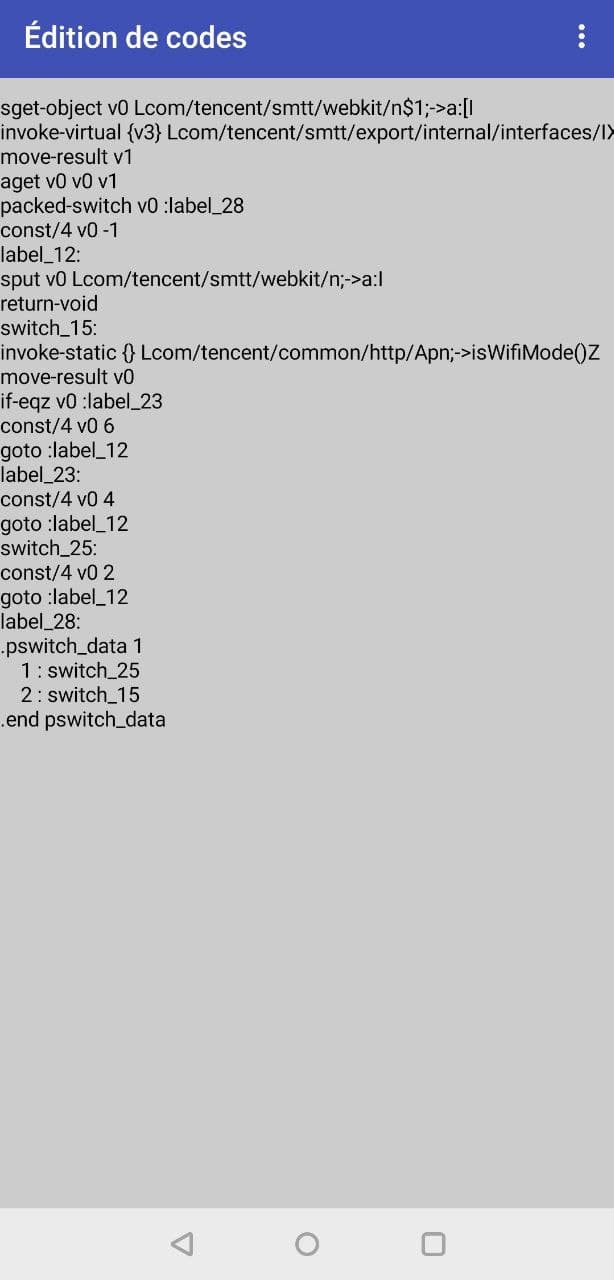 Édition de codes
sget-object v0 Lcom/tencent/smtt/webkit/n$1;->a:[I
invoke-virtual {v3} Lcom/tencent/smtt/export/internal/interfaces/IX
move-result v1
aget v0 v0 v1
packed-switch v0 :label_28
const/4 v0 -1
label_12:
sput v0 Lcom/tencent/smtt/webkit/n;->a:I
return-void
switch_15:
invoke-static {} Lcom/tencent/common/http/Apn;->isWifiMode()Z
move-result v0
if-eqz v0 :label_23
const/4 v0 6
goto :label_12
label_23:
const/4 v0 4
goto :label_12
switch_25:
const/4 v0 2
goto :label_12
label_28:
.pswitch_data 1
1 : switch_25
2 : switch_15
.end pswitch_data